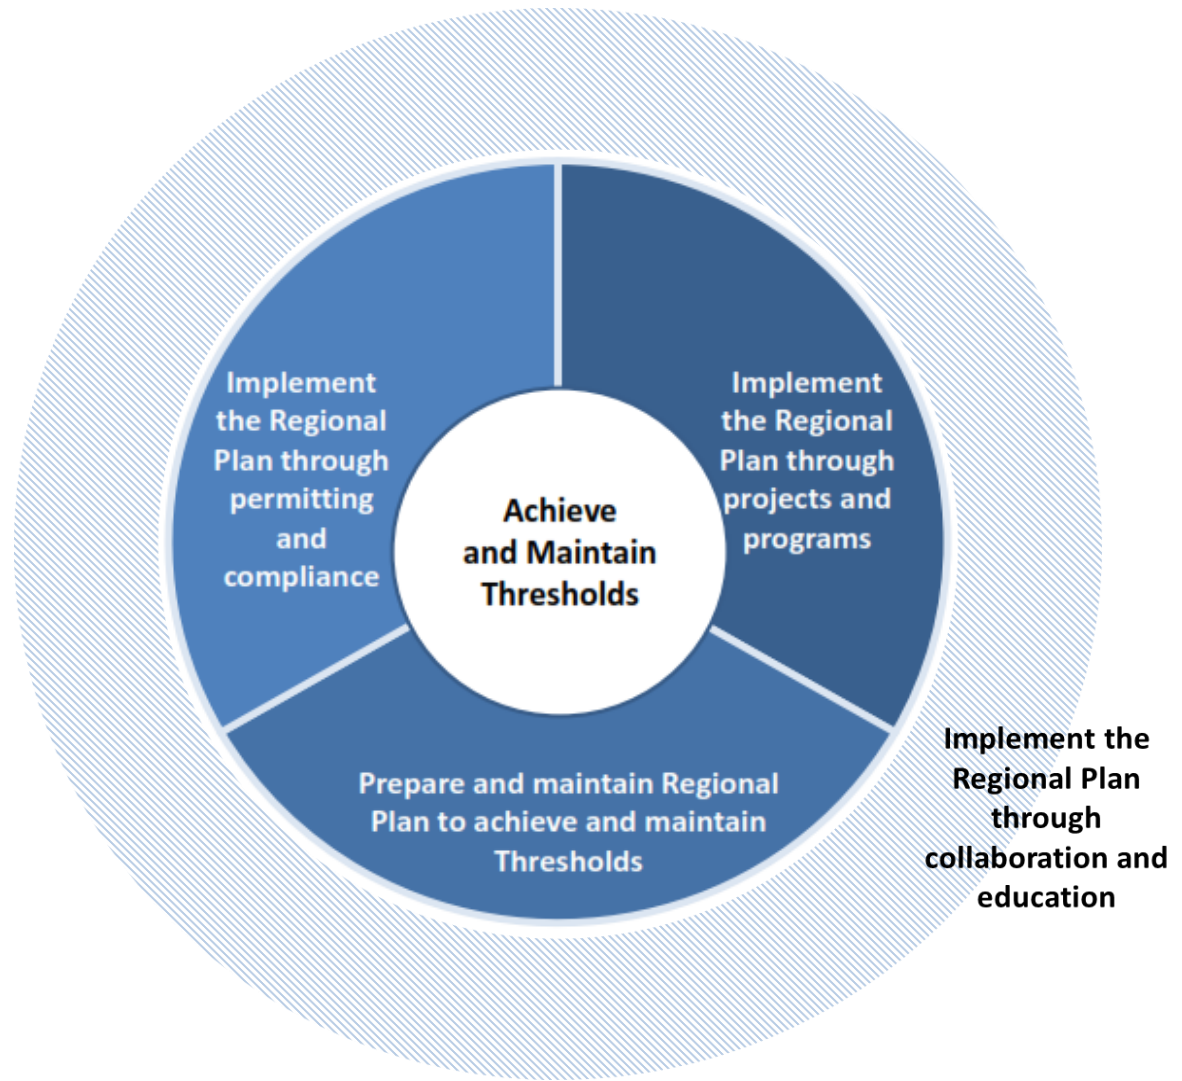 Implement
the Regional
Plan through
permitting
and
compliance
Implement
the Regional
Plan through
projects and
programs
Achieve
and Maintain
Thresholds
Prepare and maintain Regional
Plan to achieve and maintain
Thresholds
Implement the
Regional Plan
through
collaboration and
education